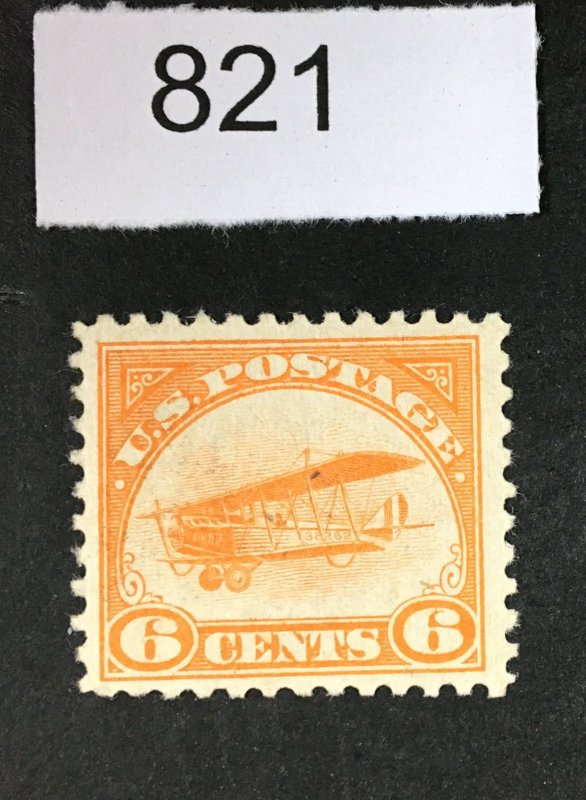 821
U.S. POSTAGE
38262
6 CENTS 6